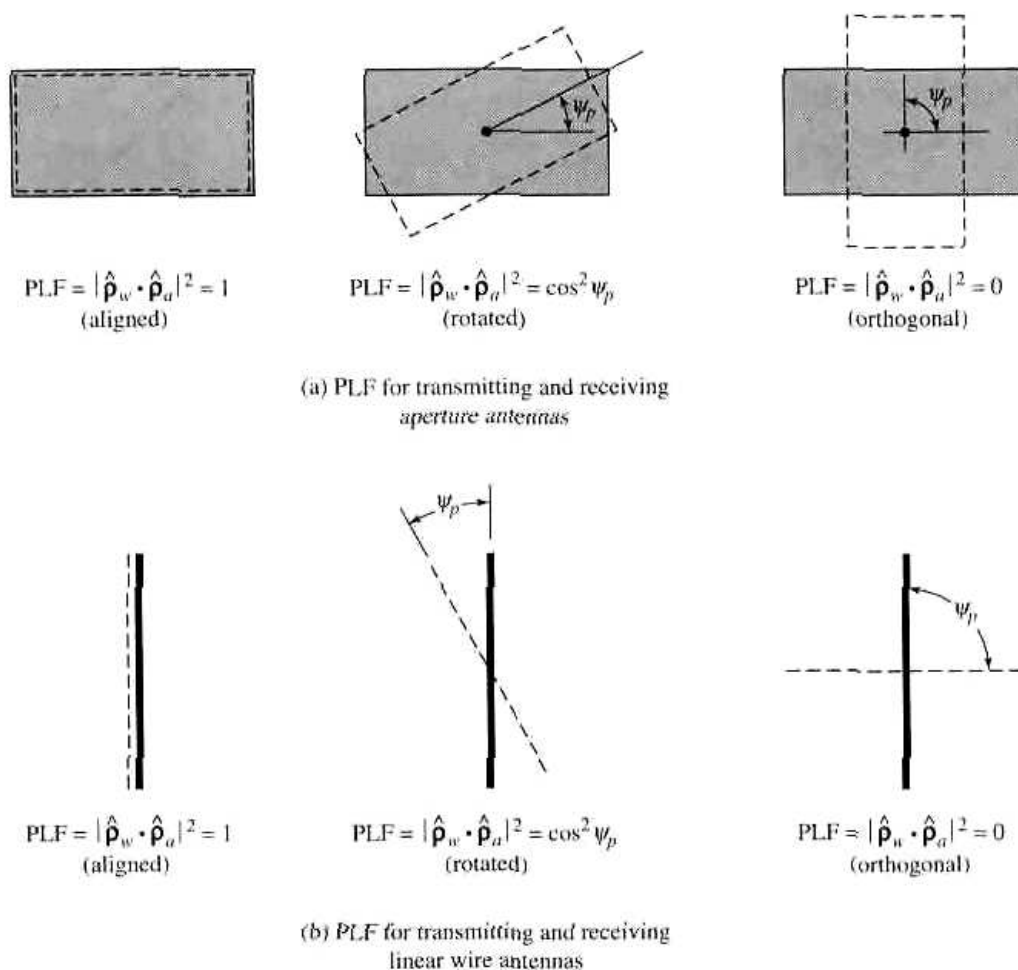 Ψp
Ψp
PLF = |ρ̂w · ρ̂a|² = 1
(aligned)
PLF = |ρ̂w · ρ̂a|² = cos² Ψp
(rotated)
PLF = |ρ̂w · ρ̂a|² = 0
(orthogonal)
(a) PLF for transmitting and receiving
aperture antennas
Ψp
Ψp
PLF = |ρ̂w · ρ̂a|² = 1
(aligned)
PLF = |ρ̂w · ρ̂a|² = cos² Ψp
(rotated)
PLF = |ρ̂w · ρ̂a|² = 0
(orthogonal)
(b) PLF for transmitting and receiving
linear wire antennas